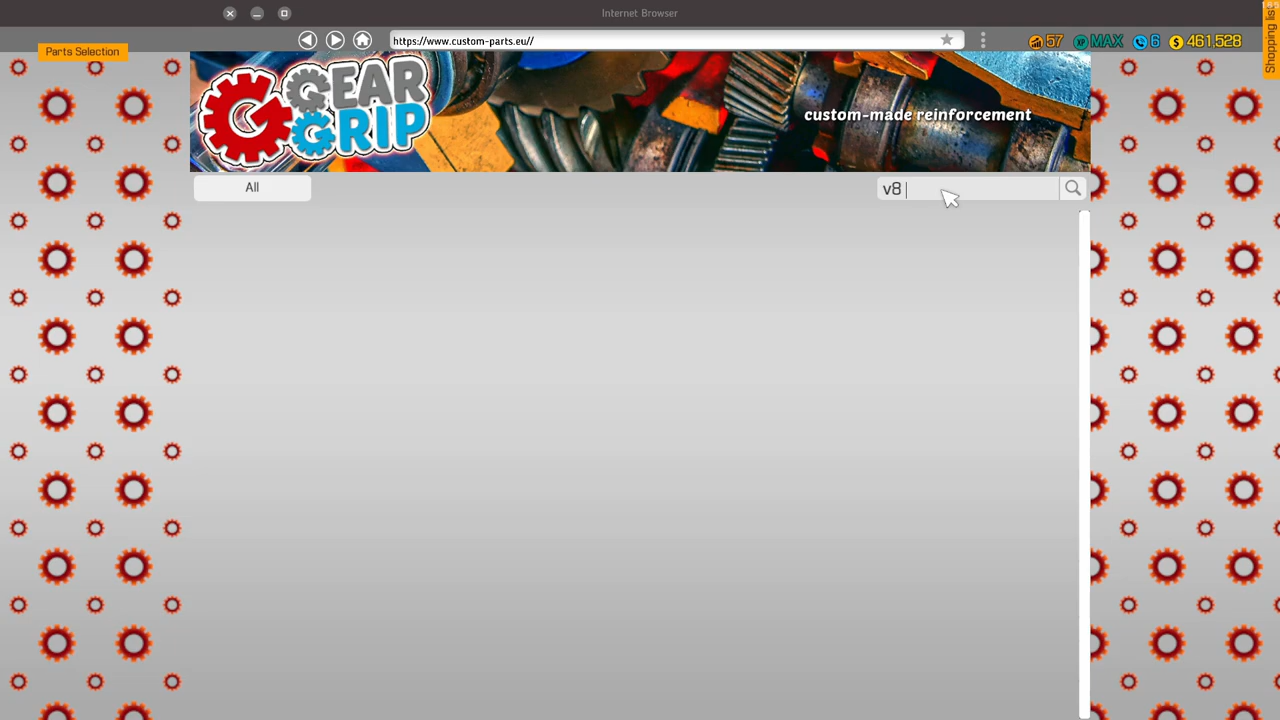 Internet Browser
https://www.custom-parts.eu//
57
XP MAX
6
$ 461,528
Shopping list
Parts Selection
GEAR
GRIP
custom-made reinforcement
All
v8